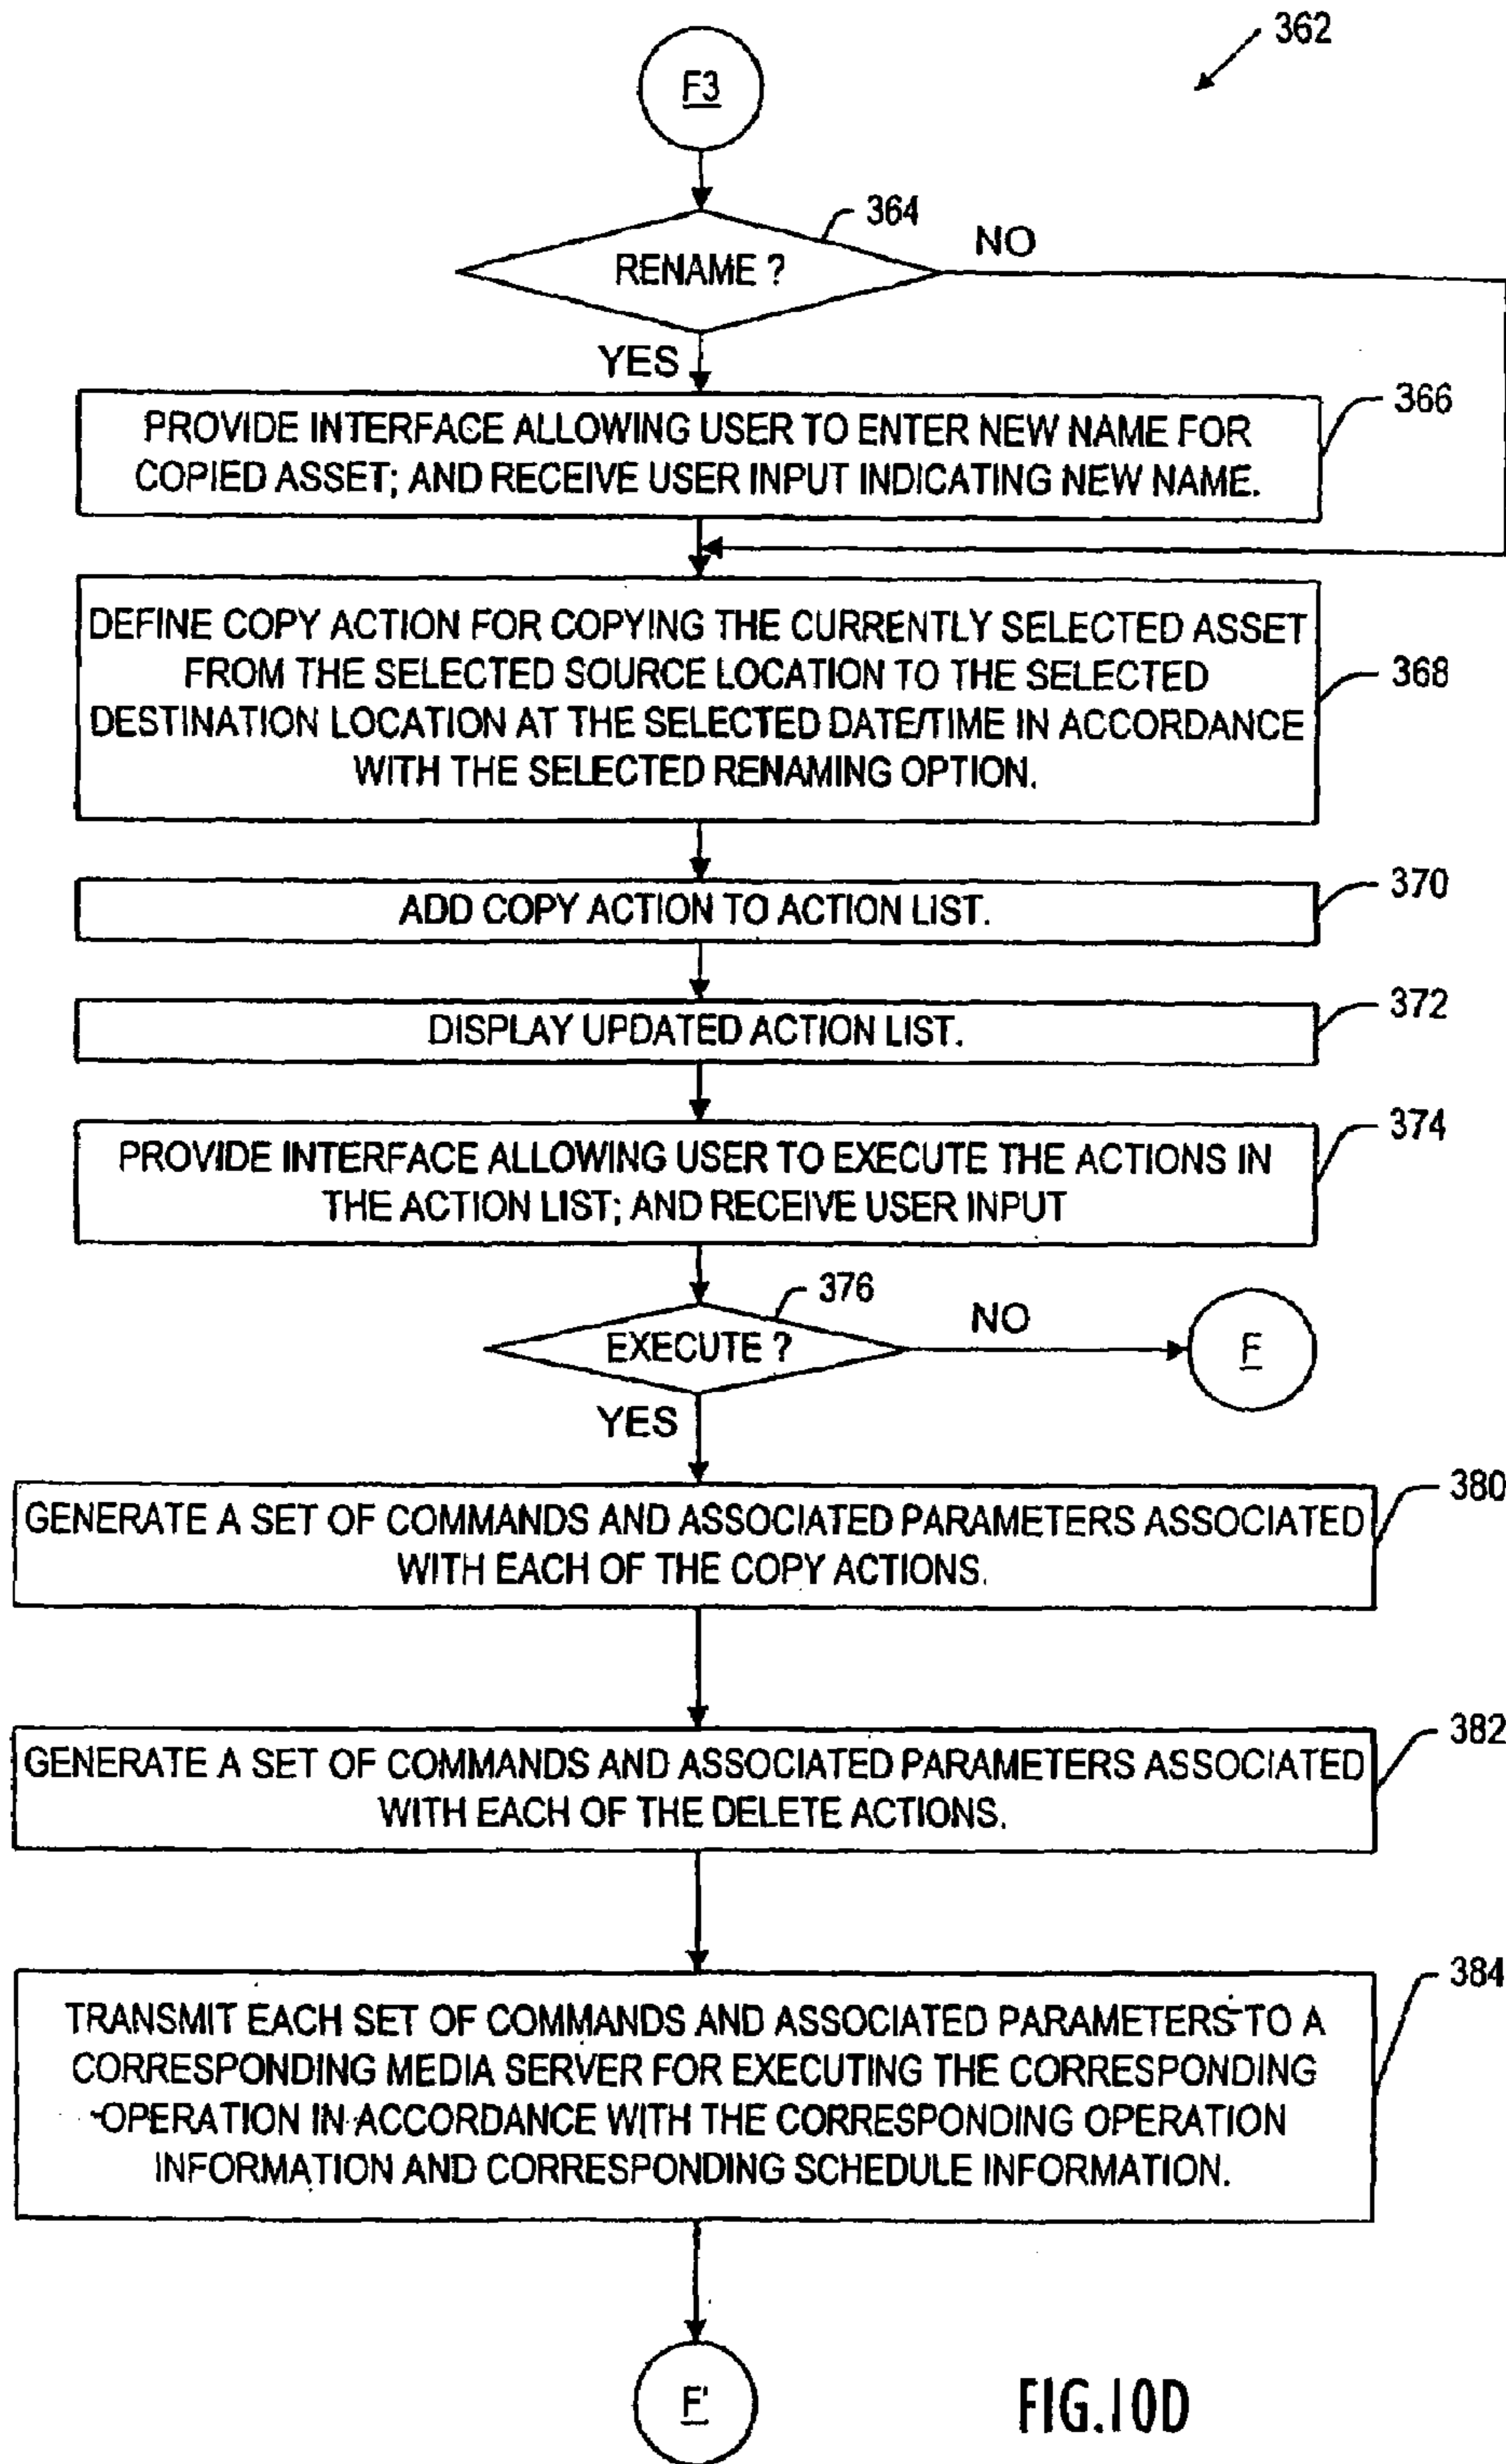 362
F3
364
RENAME ?
NO
YES
366
PROVIDE INTERFACE ALLOWING USER TO ENTER NEW NAME FOR
COPIED ASSET; AND RECEIVE USER INPUT INDICATING NEW NAME.
DEFINE COPY ACTION FOR COPYING THE CURRENTLY SELECTED ASSET
FROM THE SELECTED SOURCE LOCATION TO THE SELECTED
368
DESTINATION LOCATION AT THE SELECTED DATE/TIME IN ACCORDANCE
WITH THE SELECTED RENAMING OPTION.
370
ADD COPY ACTION TO ACTION LIST.
372
DISPLAY UPDATED ACTION LIST.
374
PROVIDE INTERFACE ALLOWING USER TO EXECUTE THE ACTIONS IN
THE ACTION LIST; AND RECEIVE USER INPUT
376
EXECUTE ?
NO
F
YES
380
GENERATE A SET OF COMMANDS AND ASSOCIATED PARAMETERS ASSOCIATED
WITH EACH OF THE COPY ACTIONS.
382
GENERATE A SET OF COMMANDS AND ASSOCIATED PARAMETERS ASSOCIATED
WITH EACH OF THE DELETE ACTIONS.
384
TRANSMIT EACH SET OF COMMANDS AND ASSOCIATED PARAMETERS TO A
CORRESPONDING MEDIA SERVER FOR EXECUTING THE CORRESPONDING
OPERATION IN ACCORDANCE WITH THE CORRESPONDING OPERATION
INFORMATION AND CORRESPONDING SCHEDULE INFORMATION.
F'
FIG.10D